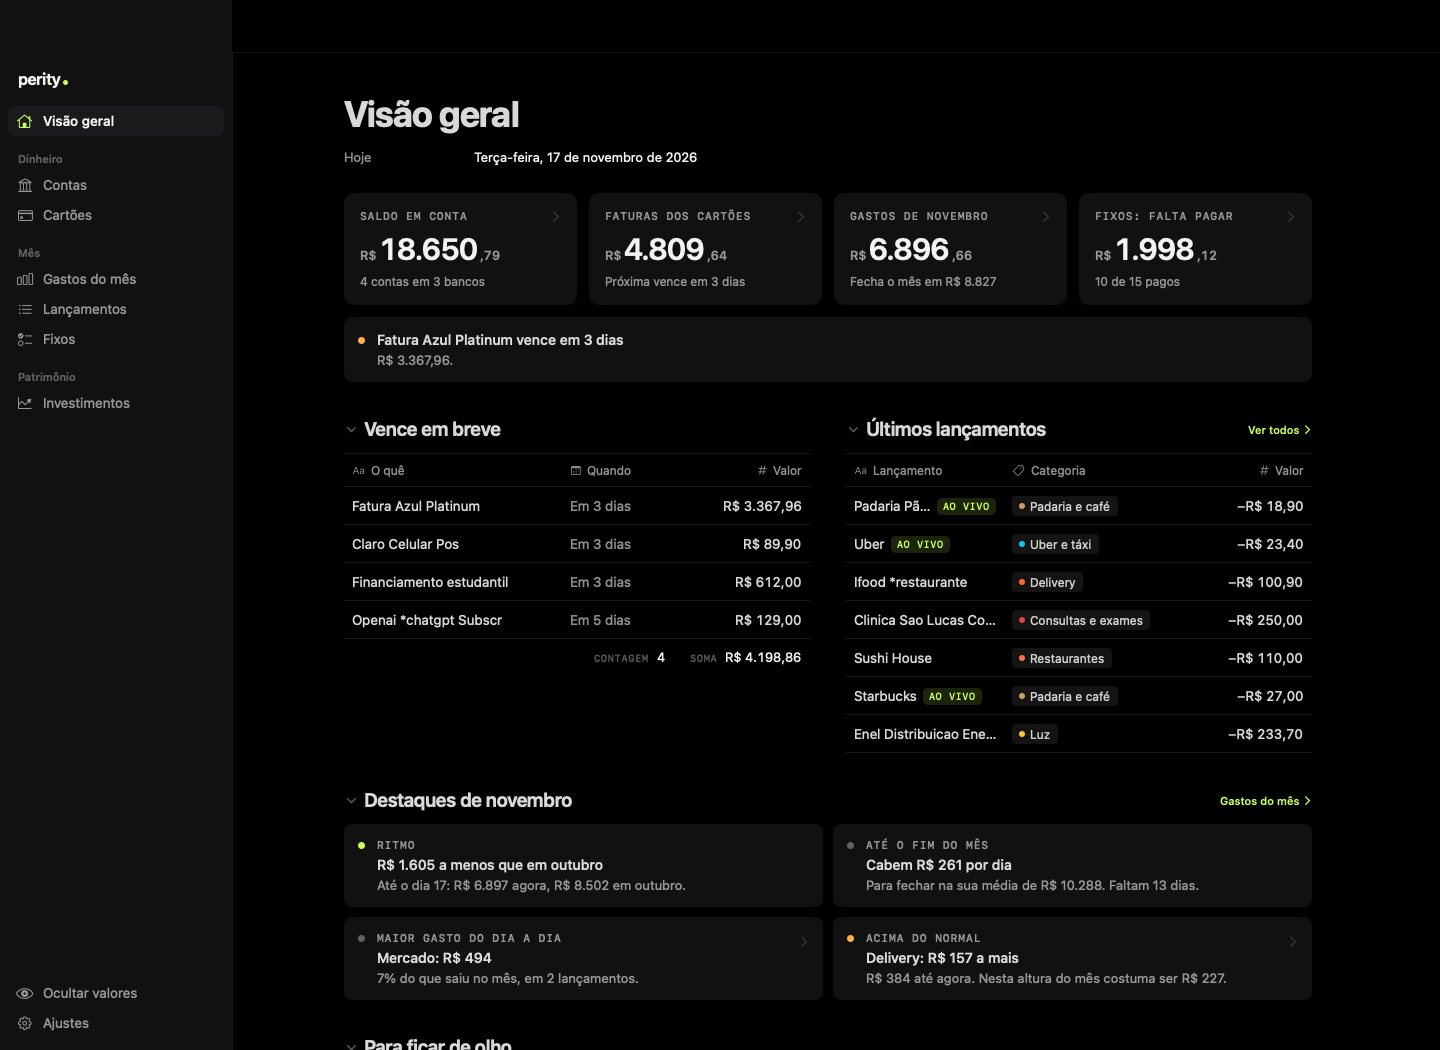 perity.
Visão geral
Dinheiro
Contas
Cartões
Mês
Gastos do mês
Lançamentos
Fixos
Patrimônio
Investimentos
Ocultar valores
Ajustes
Visão geral
Hoje Terça-feira, 17 de novembro de 2026
SALDO EM CONTA
R$ 18.650,79
4 contas em 3 bancos
FATURAS DOS CARTÕES
R$ 4.809,64
Próxima vence em 3 dias
GASTOS DE NOVEMBRO
R$ 6.896,66
Fecha o mês em R$ 8.827
FIXOS: FALTA PAGAR
R$ 1.998,12
10 de 15 pagos
Fatura Azul Platinum vence em 3 dias
R$ 3.367,96.
Vence em breve
Aa O quê Quando # Valor
Fatura Azul Platinum Em 3 dias R$ 3.367,96
Claro Celular Pos Em 3 dias R$ 89,90
Financiamento estudantil Em 3 dias R$ 612,00
Openai *chatgpt Subscr Em 5 dias R$ 129,00
CONTAGEM 4 SOMA R$ 4.198,86
Últimos lançamentos Ver todos
Aa Lançamento Categoria # Valor
Padaria Pã... AO VIVO Padaria e café –R$ 18,90
Uber AO VIVO Uber e táxi –R$ 23,40
Ifood *restaurante Delivery –R$ 100,90
Clinica Sao Lucas Co... Consultas e exames –R$ 250,00
Sushi House Restaurantes –R$ 110,00
Starbucks AO VIVO Padaria e café –R$ 27,00
Enel Distribuicao Ene... Luz –R$ 233,70
Destaques de novembro Gastos do mês
RITMO
R$ 1.605 a menos que em outubro
Até o dia 17: R$ 6.897 agora, R$ 8.502 em outubro.
ATÉ O FIM DO MÊS
Cabem R$ 261 por dia
Para fechar na sua média de R$ 10.288. Faltam 13 dias.
MAIOR GASTO DO DIA A DIA
Mercado: R$ 494
7% do que saiu no mês, em 2 lançamentos.
ACIMA DO NORMAL
Delivery: R$ 157 a mais
R$ 384 até agora. Nesta altura do mês costuma ser R$ 227.
Para ficar de olho